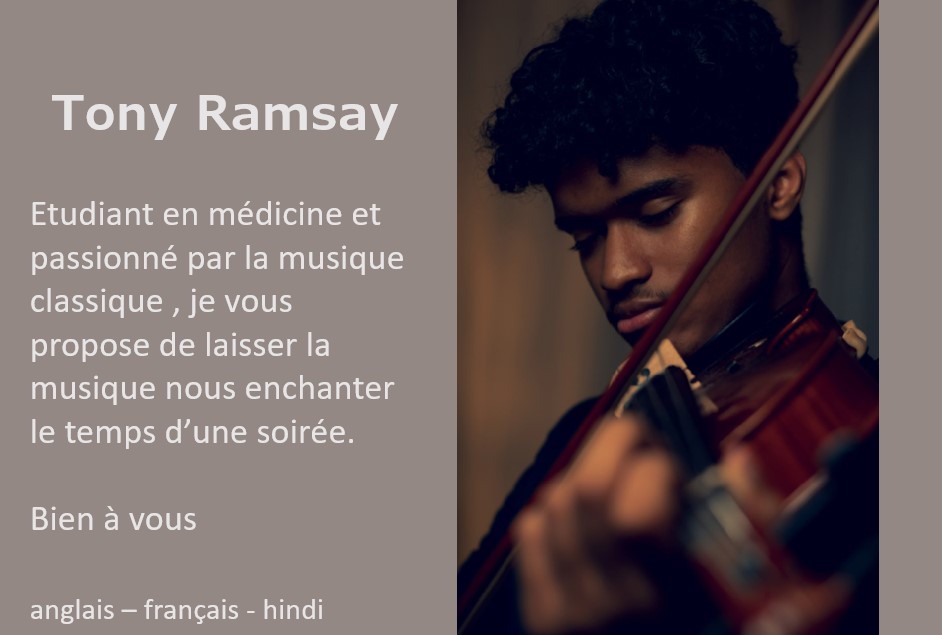 Tony Ramsay
Etudiant en médicine et
passionné par la musique
classique , je vous
propose de laisser la
musique nous enchanter
le temps d’une soirée.
Bien à vous
anglais – français - hindi